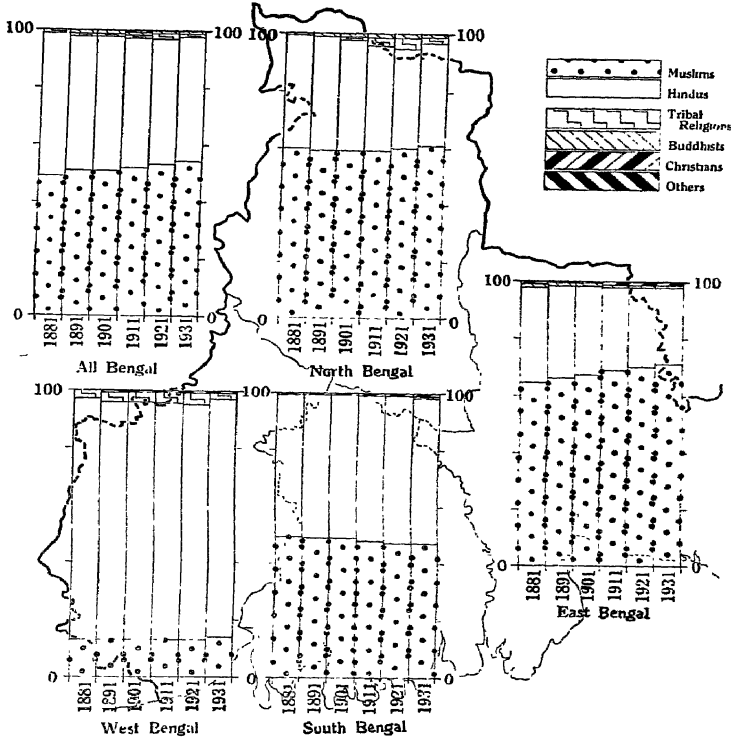 100
0
1881 1891 1901 1911 1921 1931
All Bengal
100
100
0
0
1881 1891 1901 1911 1921 1931
North Bengal
Muslims
Hindus
Tribal
Religions
Buddhists
Christians
Others
100
100
0
0
1881 1891 1901 1911 1921 1931
East Bengal
100
0
1881 1891 1901 1911 1921 1931
West Bengal
100
0
1881 1891 1901 1911 1921 1931
South Bengal